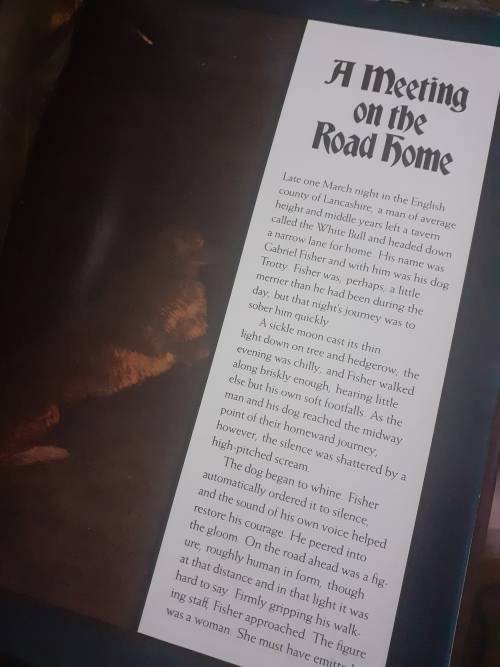 A Meeting
on the
Road Home
Late one March night in the English
county of Lancashire, a man of average
height and middle years left a tavern
called the White Bull and headed down
a narrow lane for home. His name was
Gabriel Fisher and with him was his dog
Trotty. Fisher was, perhaps, a little
merrier than he had been during the
day, but that night's journey was to
sober him quickly.
A sickle moon cast its thin
light down on tree and hedgerow, the
evening was chilly, and Fisher walked
along briskly enough, hearing little
else but his own soft footfalls. As the
man and his dog reached the midway
point of their homeward journey,
however, the silence was shattered by a
high-pitched scream.
The dog began to whine. Fisher
automatically ordered it to silence,
and the sound of his own voice helped
restore his courage. He peered into
the gloom. On the road ahead was a fig-
ure, roughly human in form, though
at that distance and in that light it was
hard to say. Firmly gripping his walk-
ing staff, Fisher approached. The figure
was a woman. She must have